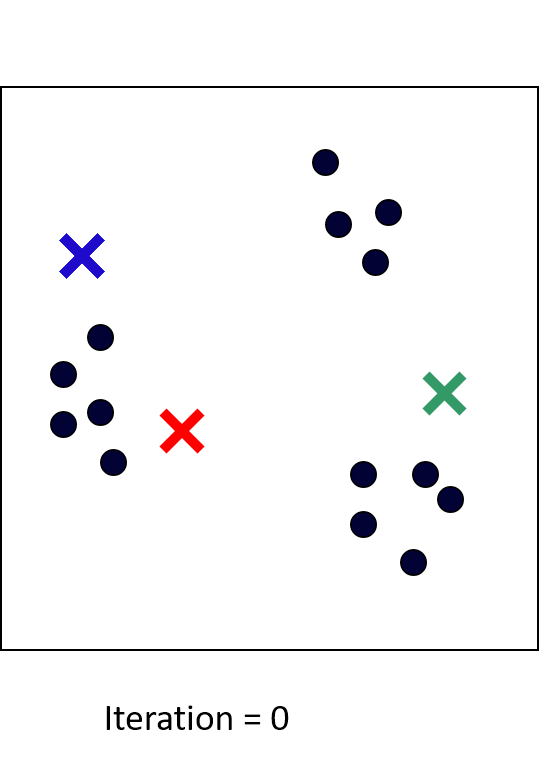 Iteration = 0